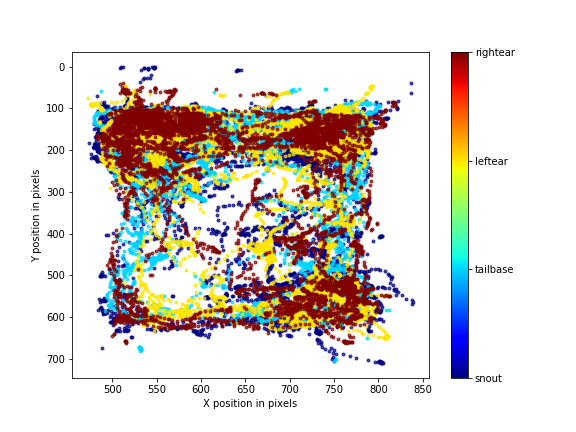 0
100
200
300
400
500
600
700
Y position in pixels
500
550
600
650
700
750
800
850
X position in pixels
rightear
leftear
tailbase
snout